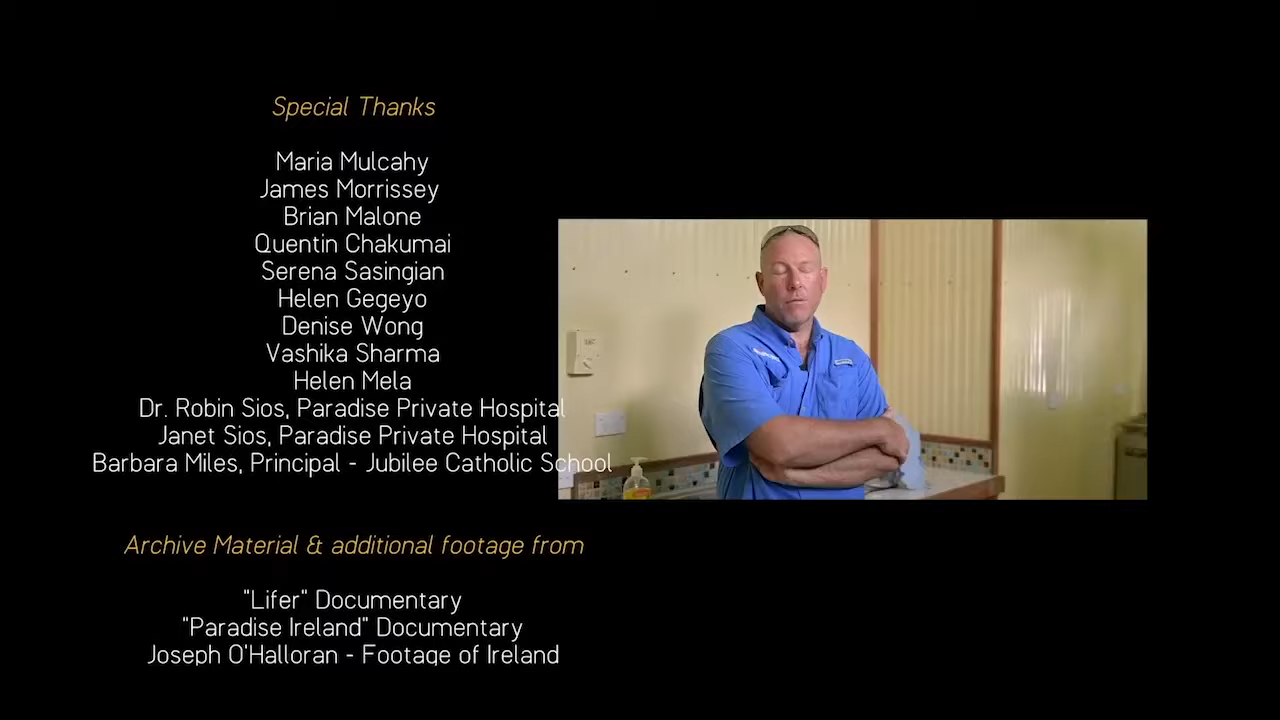 Special Thanks
Maria Mulcahy
James Morrissey
Brian Malone
Quentin Chakumai
Serena Sasingian
Helen Gegeyo
Denise Wong
Vashika Sharma
Helen Mela
Dr. Robin Sios, Paradise Private Hospital
Janet Sios, Paradise Private Hospital
Barbara Miles, Principal - Jubilee Catholic School
Archive Material & additional footage from
"Lifer" Documentary
"Paradise Ireland" Documentary
Joseph O'Halloran - Footage of Ireland